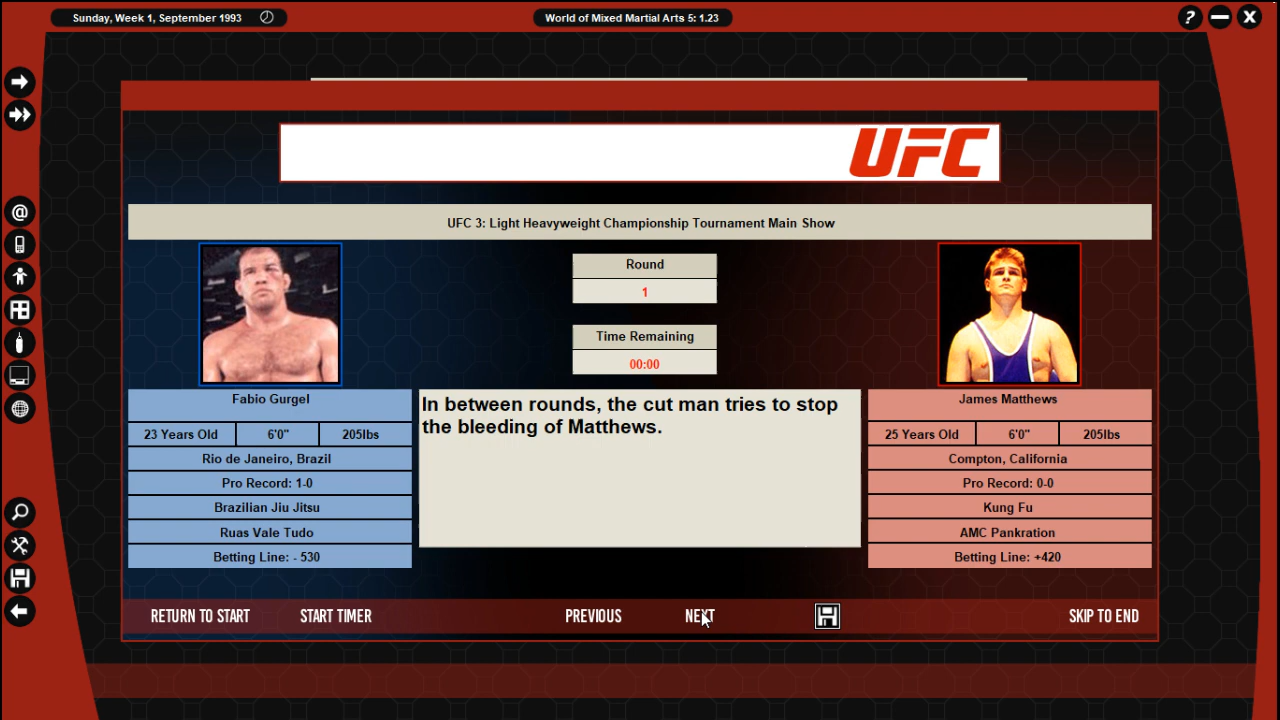 Sunday, Week 1, September 1993
World of Mixed Martial Arts 5: 1.23
?
UFC
UFC 3: Light Heavyweight Championship Tournament Main Show
Round
1
Time Remaining
00:00
Fabio Gurgel
23 Years Old 6'0" 205lbs
Rio de Janeiro, Brazil
Pro Record: 1-0
Brazilian Jiu Jitsu
Ruas Vale Tudo
Betting Line: - 530
In between rounds, the cut man tries to stop
the bleeding of Matthews.
James Matthews
25 Years Old 6'0" 205lbs
Compton, California
Pro Record: 0-0
Kung Fu
AMC Pankration
Betting Line: +420
RETURN TO START START TIMER PREVIOUS NEXT SKIP TO END